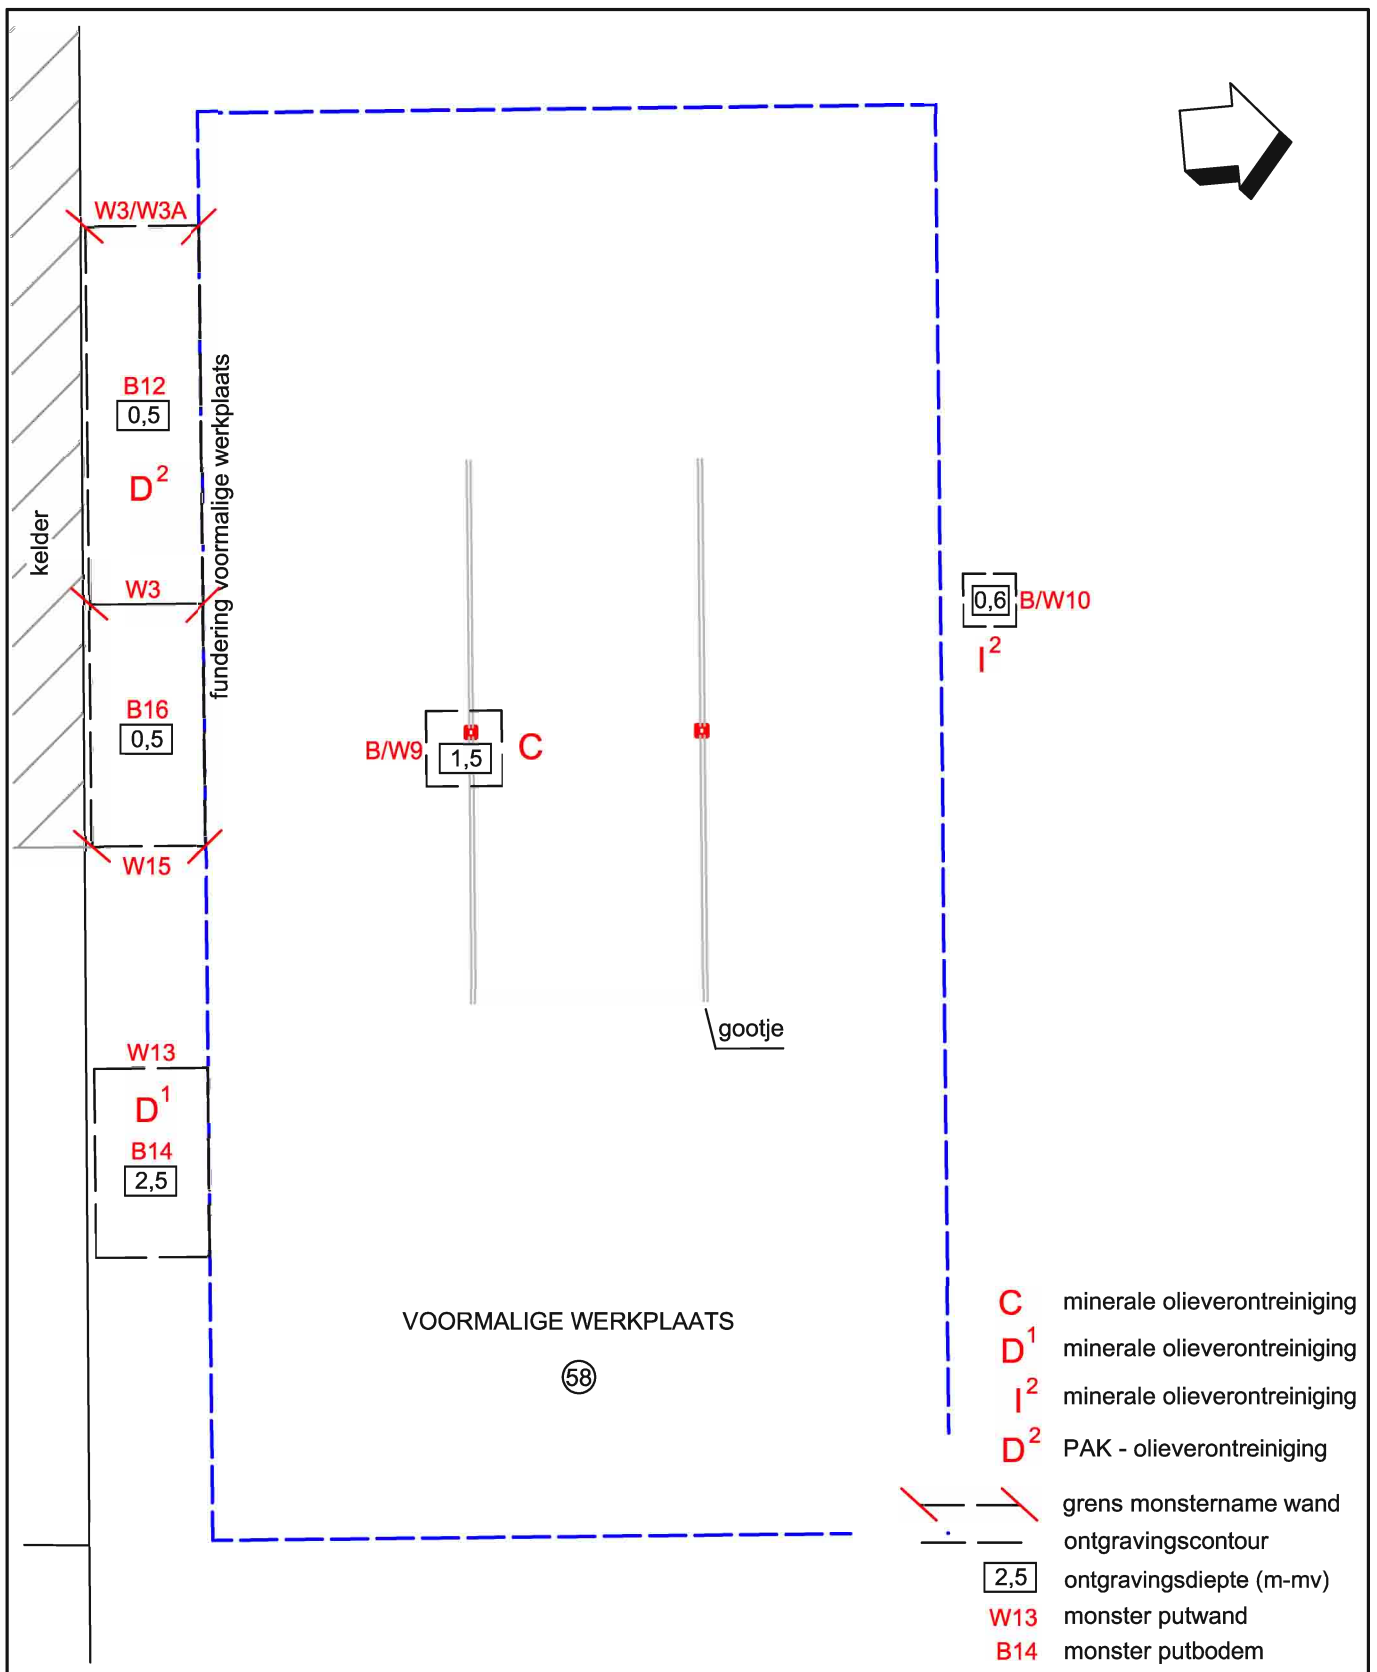 W3/W3A
B12
0,5
D²
kelder
fundering voormalige werkplaats
W3
B16
0,5
W15
B/W9
1,5
C
0,6
B/W10
I²
gootje
W13
D¹
B14
2,5
VOORMALIGE WERKPLAATS
58
C minerale olieverontreiniging
D¹ minerale olieverontreiniging
I² minerale olieverontreiniging
D² PAK - olieverontreiniging
grens monstername wand
ontgravingscontour
2,5 ontgravingsdiepte (m-mv)
W13 monster putwand
B14 monster putbodem